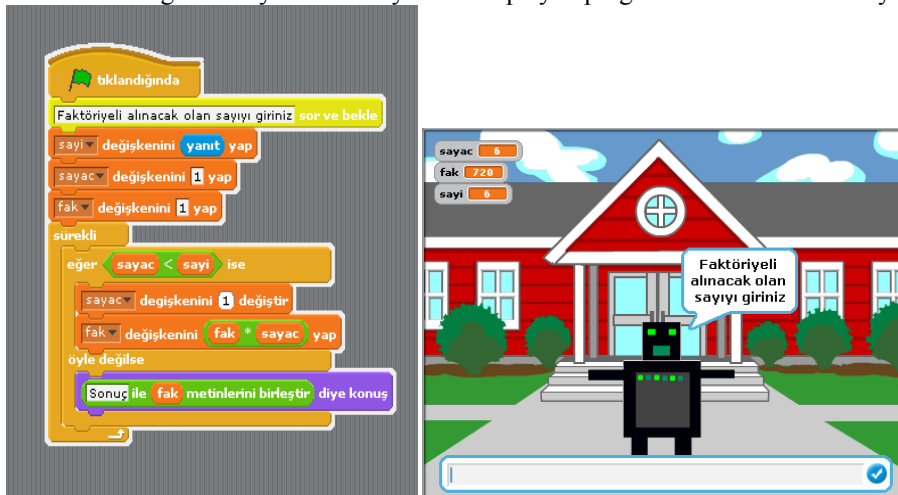 tıklandığında
Faktöriyeli alınacak olan sayıyı giriniz sor ve bekle
sayi değişkenini yanıt yap
sayac değişkenini 1 yap
fak değişkenini 1 yap
sürekli
eğer sayac < sayi ise
sayac degişkenini 1 değiştir
fak değişkenini fak * sayac yap
öyle değilse
Sonuç ile fak metinlerini birleştir diye konuş
sayac 6
fak 720
sayi 6
Faktöriyeli
alınacak olan
sayıyı giriniz